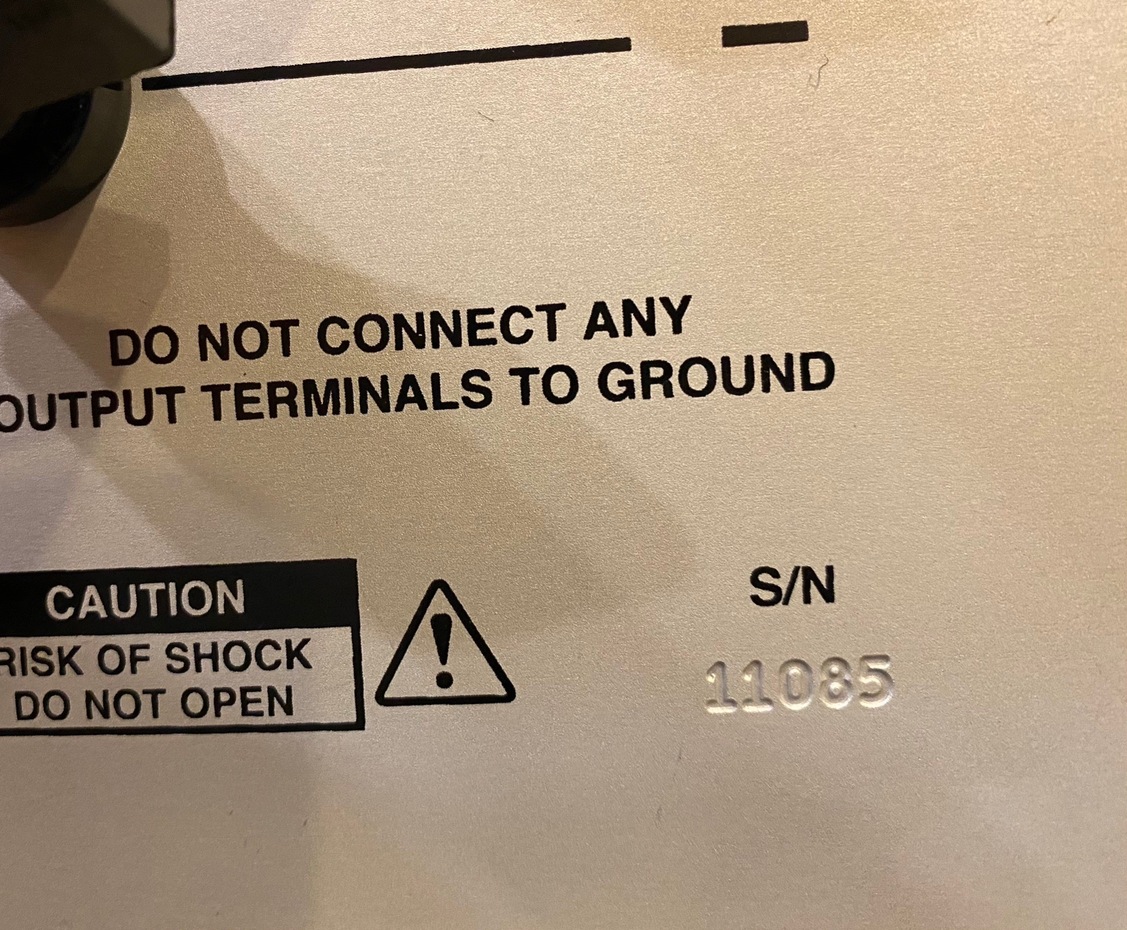 DO NOT CONNECT ANY
OUTPUT TERMINALS TO GROUND
CAUTION
RISK OF SHOCK
DO NOT OPEN
!
S/N
11085